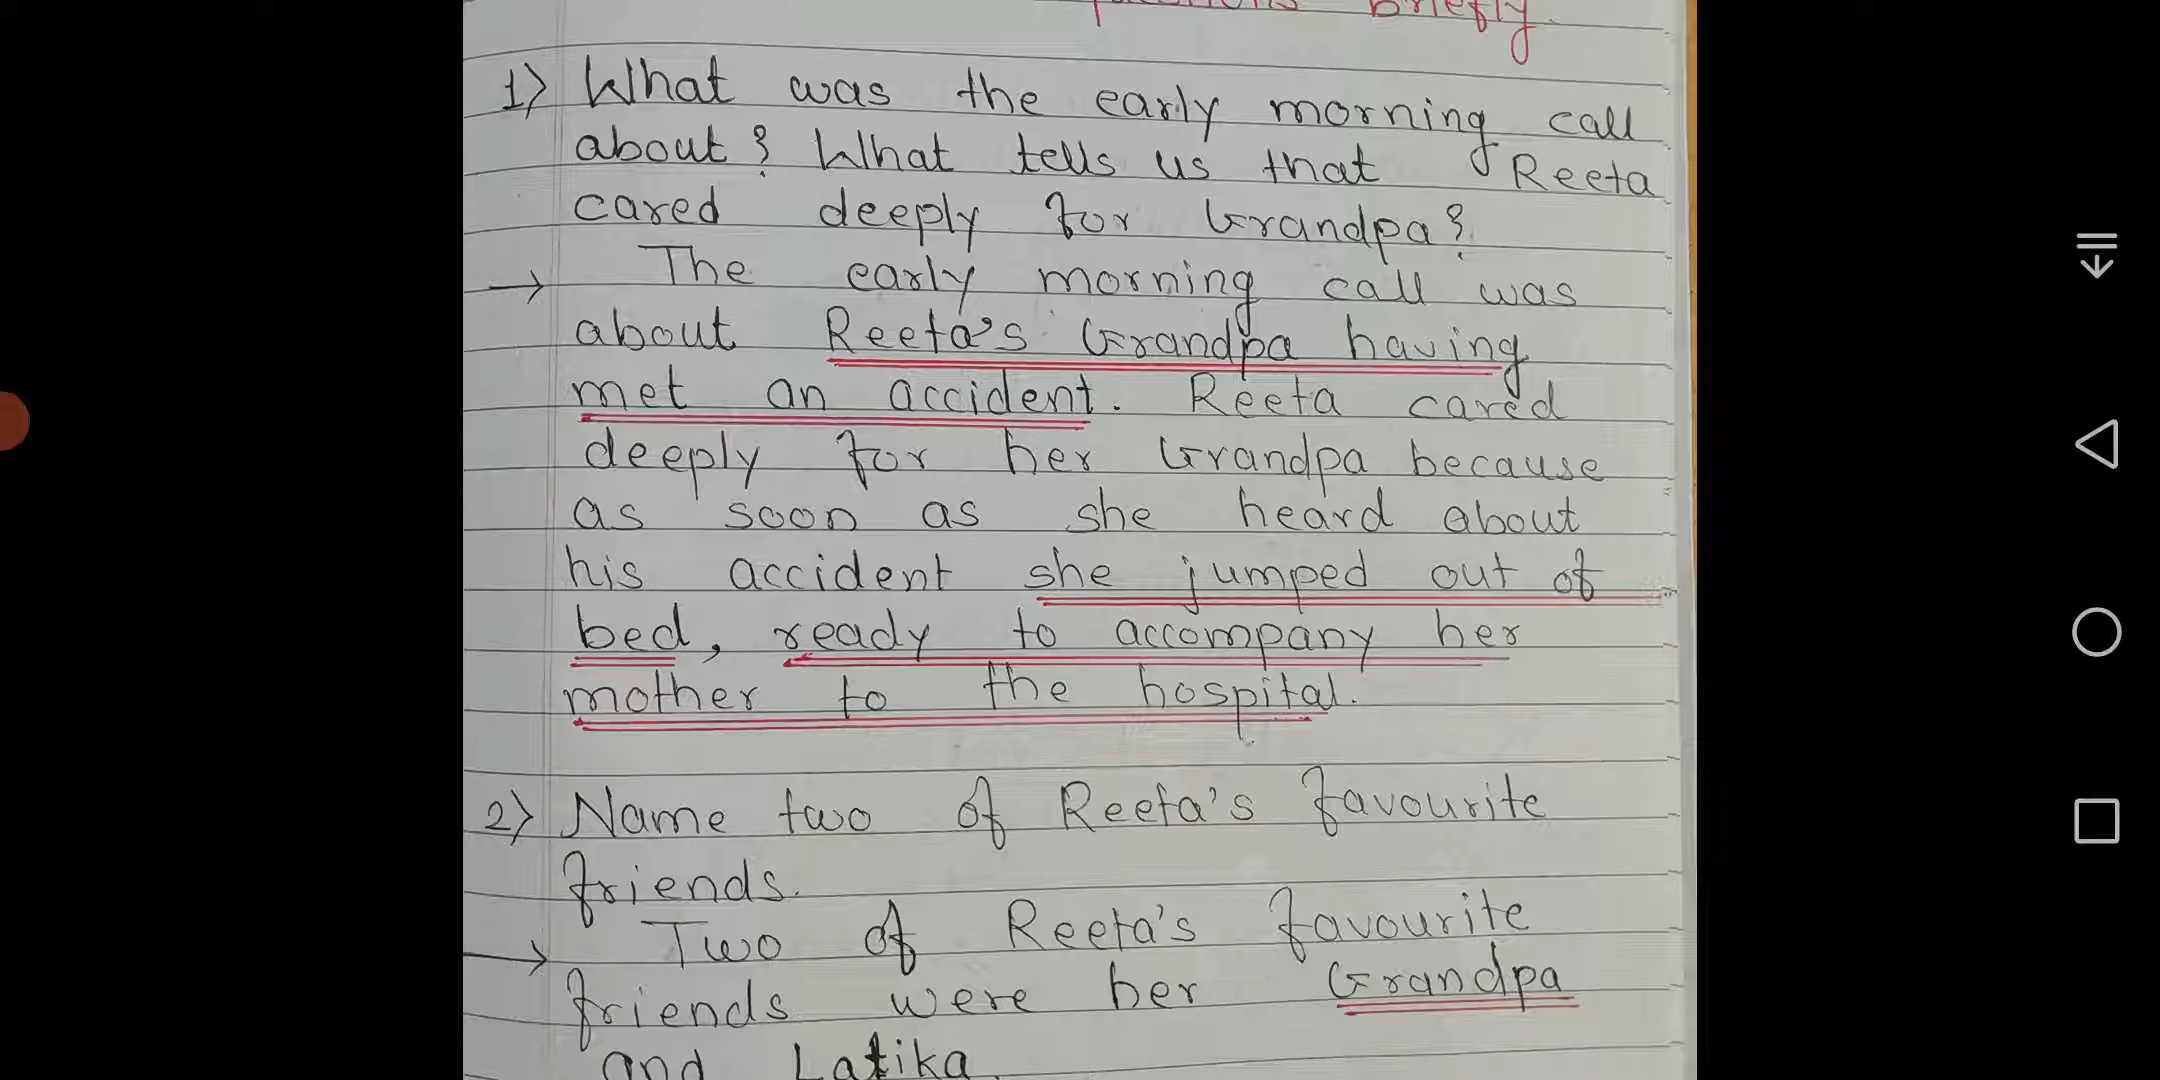 briefly.
1) What was the early morning call
about? What tells us that Reeta
cared deeply for Grandpa?
→ The early morning call was
about Reeta's Grandpa having
met an accident. Reeta cared
deeply for her Grandpa because
as soon as she heard about
his accident she jumped out of
bed, ready to accompany her
mother to the hospital.
2) Name two of Reeta's favourite
friends.
→ Two of Reeta's favourite
friends were her Grandpa
and Latika.